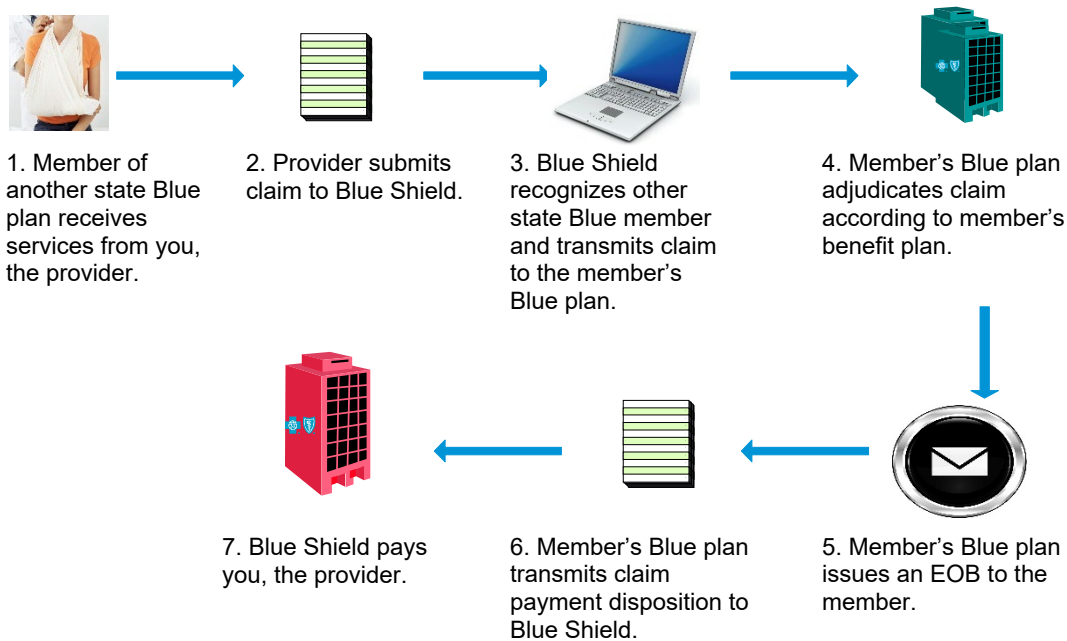 1. Member of
another state Blue
plan receives
services from you,
the provider.
2. Provider submits
claim to Blue Shield.
3. Blue Shield
recognizes other
state Blue member
and transmits claim
to the member’s
Blue plan.
4. Member’s Blue plan
adjudicates claim
according to member’s
benefit plan.
5. Member’s Blue plan
issues an EOB to the
member.
6. Member’s Blue plan
transmits claim
payment disposition to
Blue Shield.
7. Blue Shield pays
you, the provider.